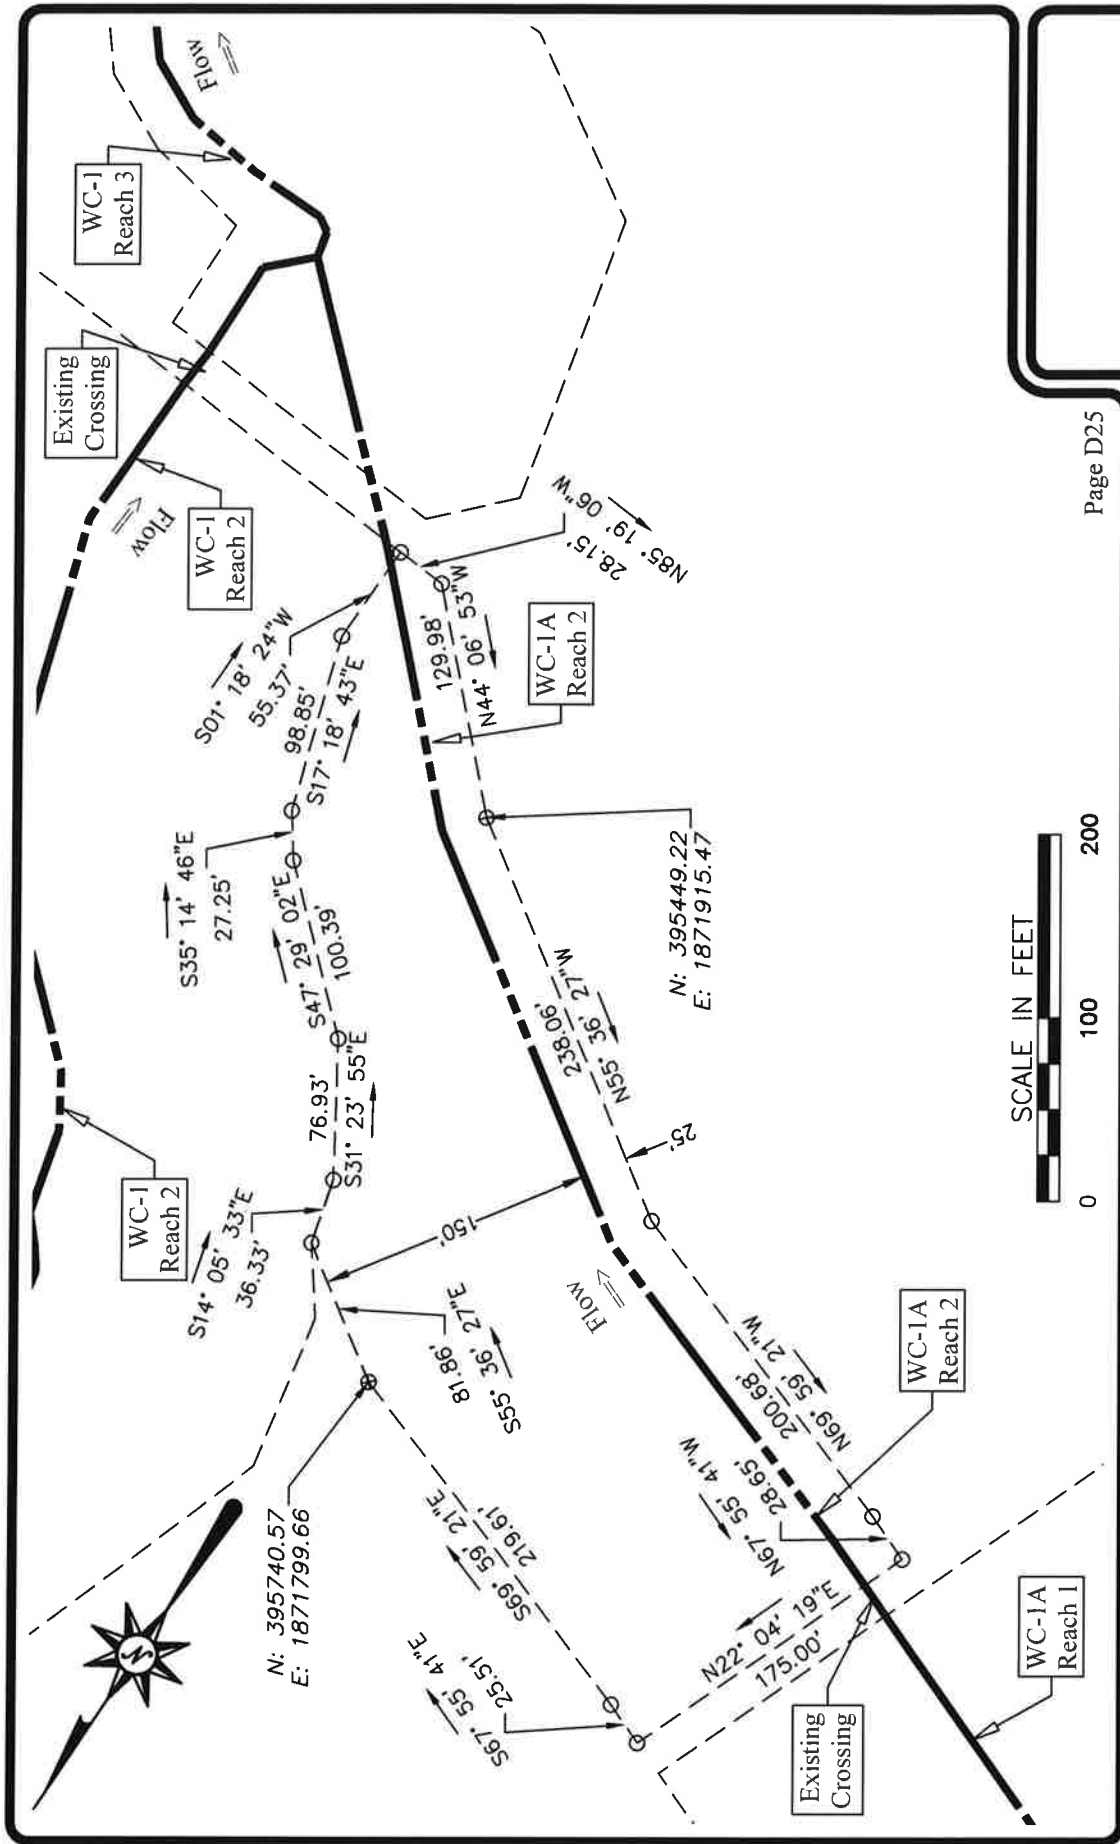 Flow
WC-1
Reach 3
Existing
Crossing
Flow
WC-1
Reach 2
WC-1
Reach 2
S01° 18' 24"W
55.37'
98.85'
S17° 18' 43"E
S35° 14' 46"E
27.25'
S47° 29' 02"E
100.39'
76.93'
S31° 23' 55"E
S14° 05' 33"E
36.33'
81.86'
S55° 36' 27"E
150'
N: 395740.57
E: 1871799.66
N
S69° 59' 21"E
219.61'
S67° 55' 41"E
25.51'
N22° 04' 19"E
175.00'
N67° 55' 41"W
28.65'
200.68'
N69° 59' 21"W
Flow
25'
238.06'
N55° 36' 27"W
129.98'
N44° 06' 53"W
28.15'
N85° 19' 06"W
WC-1A
Reach 2
N: 395449.22
E: 1871915.47
WC-1A
Reach 2
Existing
Crossing
WC-1A
Reach 1
SCALE IN FEET
0 100 200
Page D25